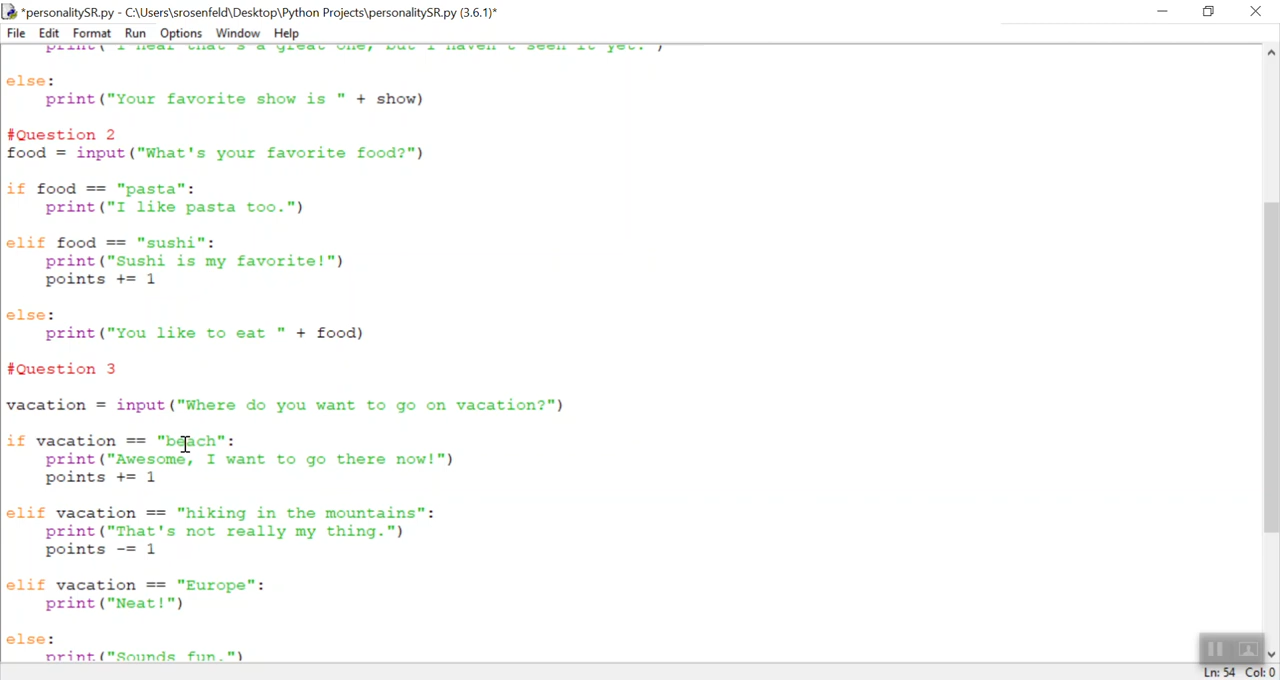 *personalitySR.py - C:\Users\srosenfeld\Desktop\Python Projects\personalitySR.py (3.6.1)*
File Edit Format Run Options Window Help
print("I hear that's a great one, but I haven't seen it yet.")
else:
    print("Your favorite show is " + show)
#Question 2
food = input("What's your favorite food?")
if food == "pasta":
    print("I like pasta too.")
elif food == "sushi":
    print("Sushi is my favorite!")
    points += 1
else:
    print("You like to eat " + food)
#Question 3
vacation = input("Where do you want to go on vacation?")
if vacation == "beach":
    print("Awesome, I want to go there now!")
    points += 1
elif vacation == "hiking in the mountains":
    print("That's not really my thing.")
    points -= 1
elif vacation == "Europe":
    print("Neat!")
else:
    print("Sounds fun.")
Ln: 54 Col: 0